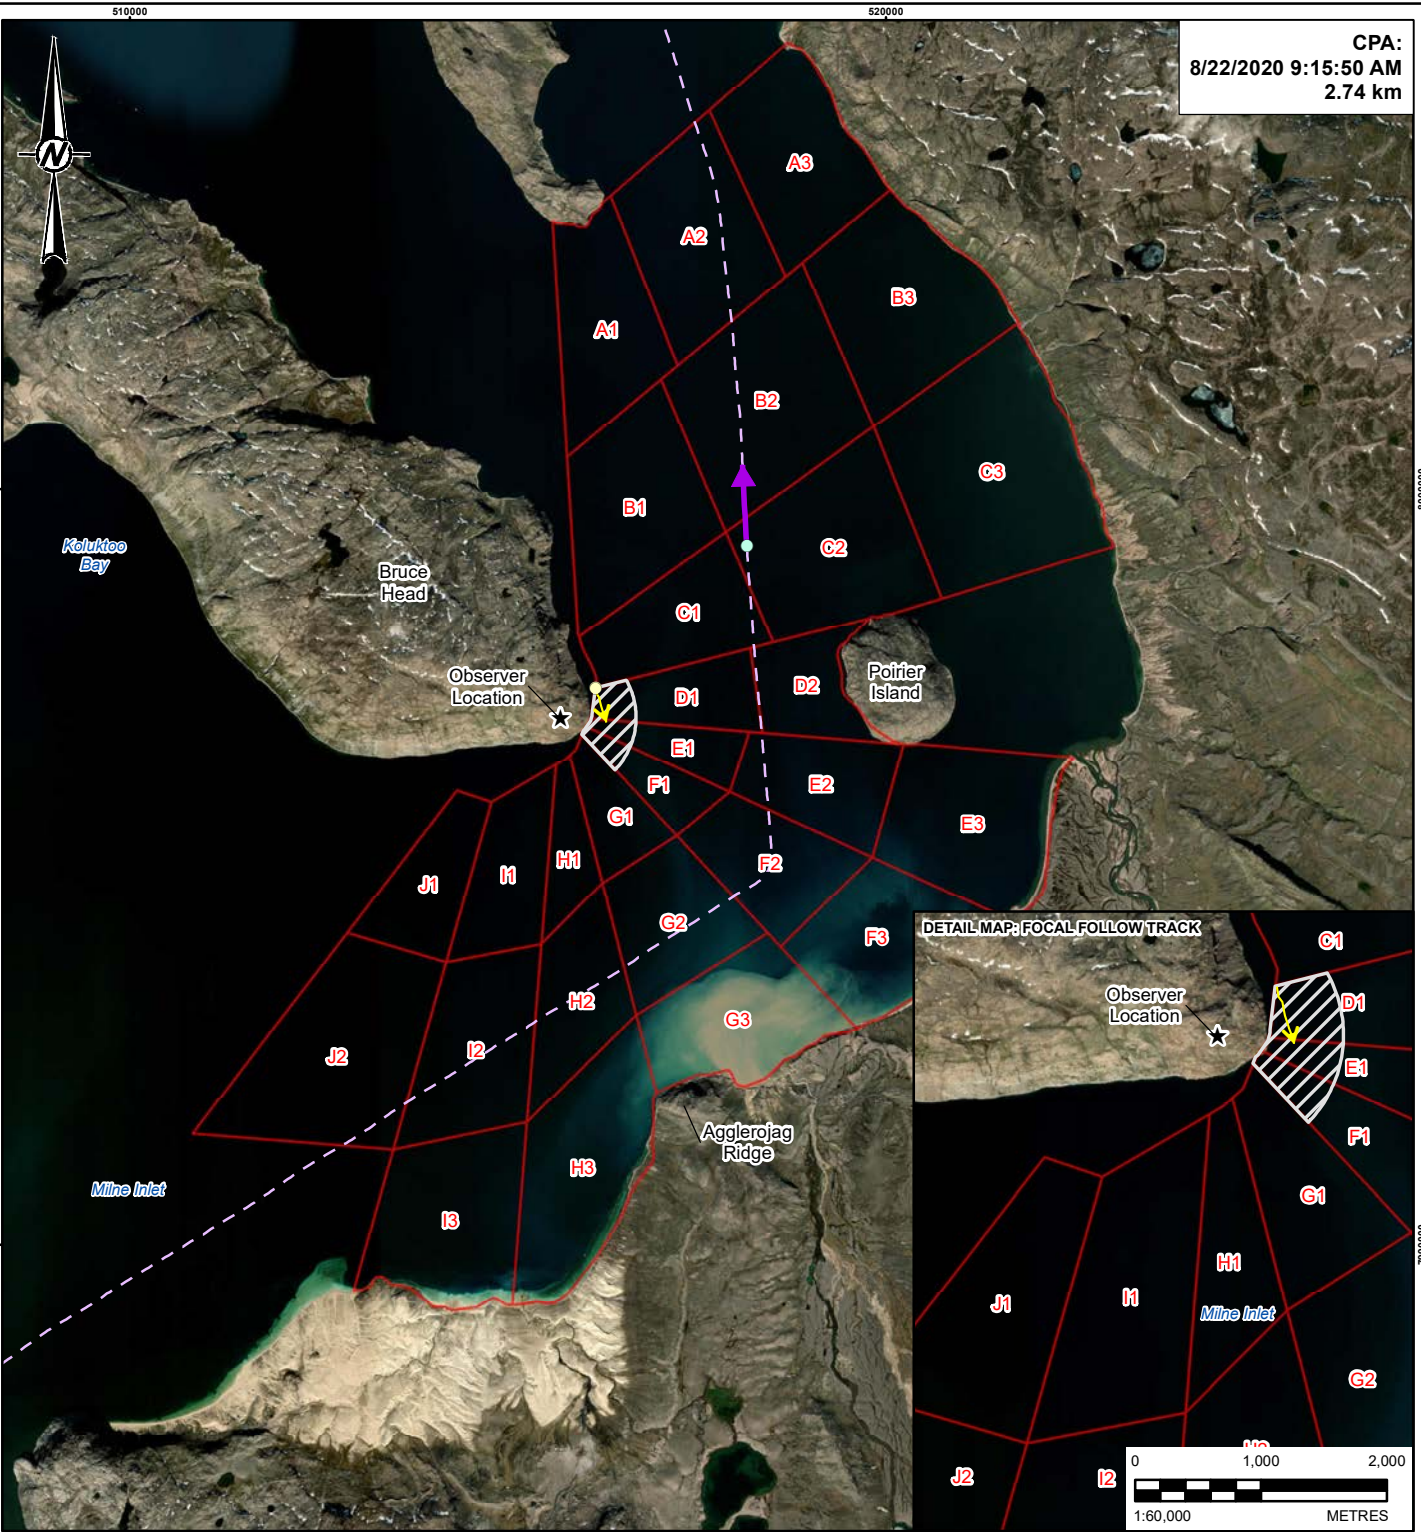 510000
520000
CPA:
8/22/2020 9:15:50 AM
2.74 km
N
A3
A2
B3
A1
B2
C3
B1
C2
Koluktoo
Bay
Bruce
Head
C1
Observer
Location
Poirier
Island
D1
D2
E1
F1
E2
G1
E3
H1
F2
I1
J1
G2
F3
H2
G3
I2
J2
Agglerojag
Ridge
H3
Milne Inlet
I3
DETAIL MAP: FOCAL FOLLOW TRACK
C1
Observer
Location
D1
E1
F1
G1
H1
I1
J1
Milne Inlet
G2
J2
I2
0 1,000 2,000
1:60,000 METRES